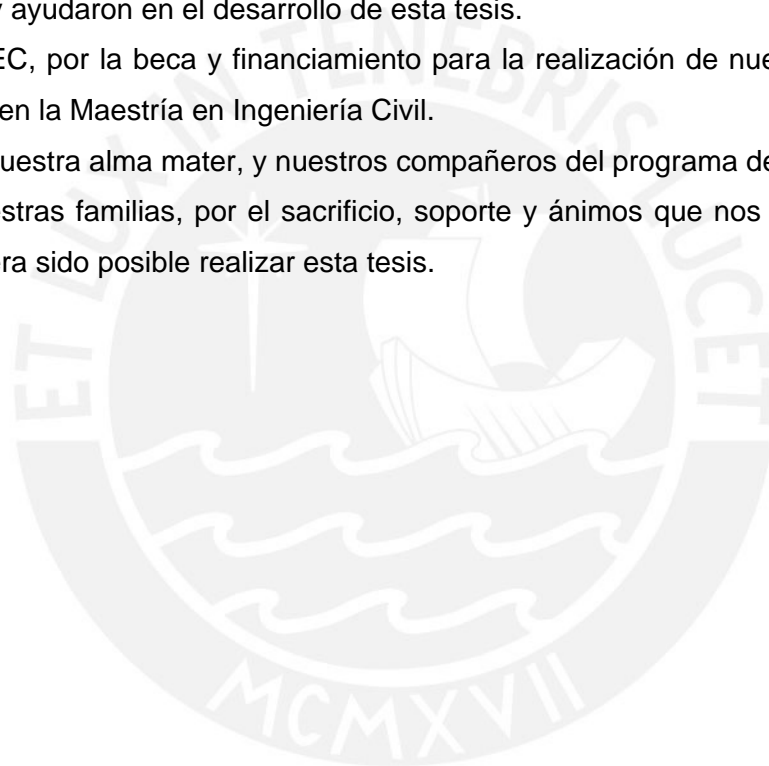 y ayudaron en el desarrollo de esta tesis.
EC, por la beca y financiamiento para la realización de nue
en la Maestría en Ingeniería Civil.
uestra alma mater, y nuestros compañeros del programa de
stras familias, por el sacrificio, soporte y ánimos que nos
ra sido posible realizar esta tesis.
ET LUX IN TENEBRIS LUCET
MCMXVII